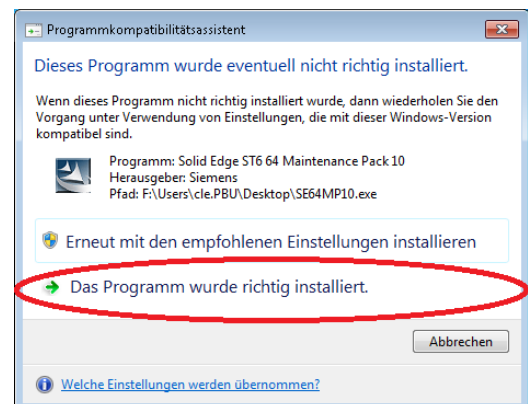 Programmkompatibilitätsassistent
Dieses Programm wurde eventuell nicht richtig installiert.
Wenn dieses Programm nicht richtig installiert wurde, dann wiederholen Sie den
Vorgang unter Verwendung von Einstellungen, die mit dieser Windows-Version
kompatibel sind.
Programm: Solid Edge ST6 64 Maintenance Pack 10
Herausgeber: Siemens
Pfad: F:\Users\cle.PBU\Desktop\SE64MP10.exe
Erneut mit den empfohlenen Einstellungen installieren
Das Programm wurde richtig installiert.
Abbrechen
Welche Einstellungen werden übernommen?